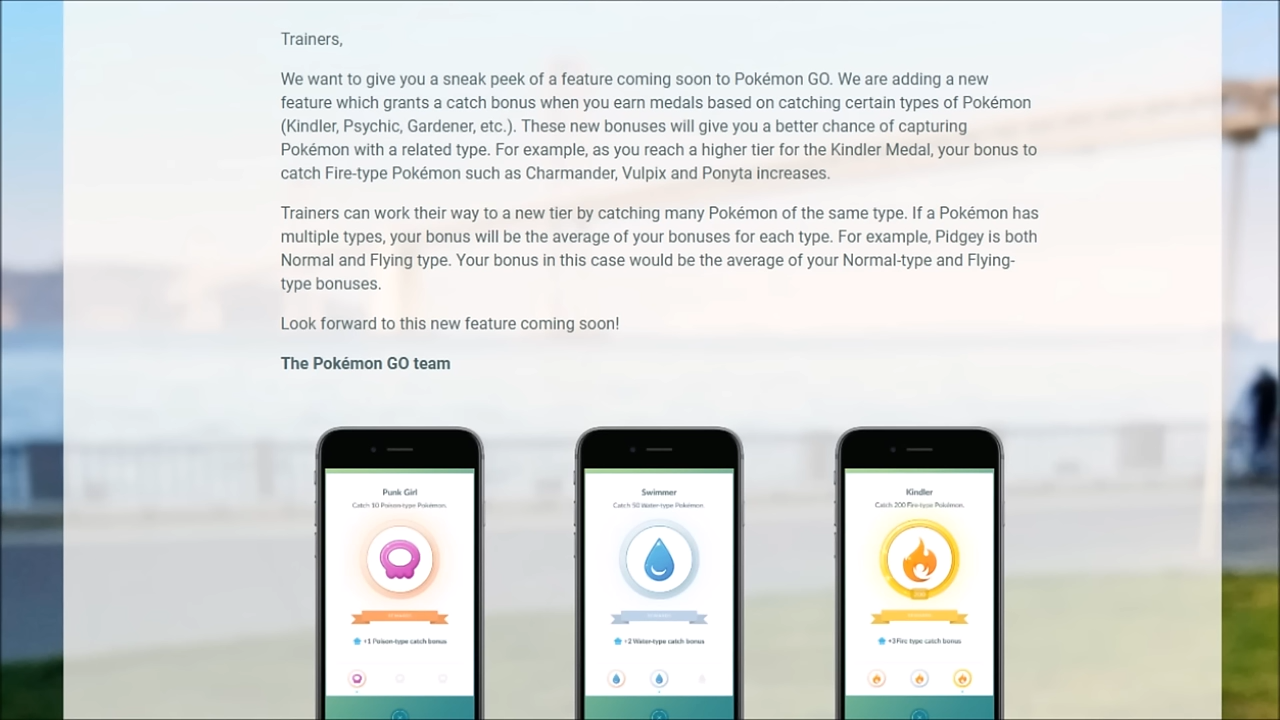 Trainers,
We want to give you a sneak peek of a feature coming soon to Pokémon GO. We are adding a new
feature which grants a catch bonus when you earn medals based on catching certain types of Pokémon
(Kindler, Psychic, Gardener, etc.). These new bonuses will give you a better chance of capturing
Pokémon with a related type. For example, as you reach a higher tier for the Kindler Medal, your bonus to
catch Fire-type Pokémon such as Charmander, Vulpix and Ponyta increases.
Trainers can work their way to a new tier by catching many Pokémon of the same type. If a Pokémon has
multiple types, your bonus will be the average of your bonuses for each type. For example, Pidgey is both
Normal and Flying type. Your bonus in this case would be the average of your Normal-type and Flying-
type bonuses.
Look forward to this new feature coming soon!
The Pokémon GO team
Punk Girl
Catch 10 Poison-type Pokémon.
+1 Poison-type catch bonus
Swimmer
Catch 50 Water-type Pokémon.
+2 Water-type catch bonus
Kindler
Catch 200 Fire-type Pokémon.
200
+3 Fire type catch bonus